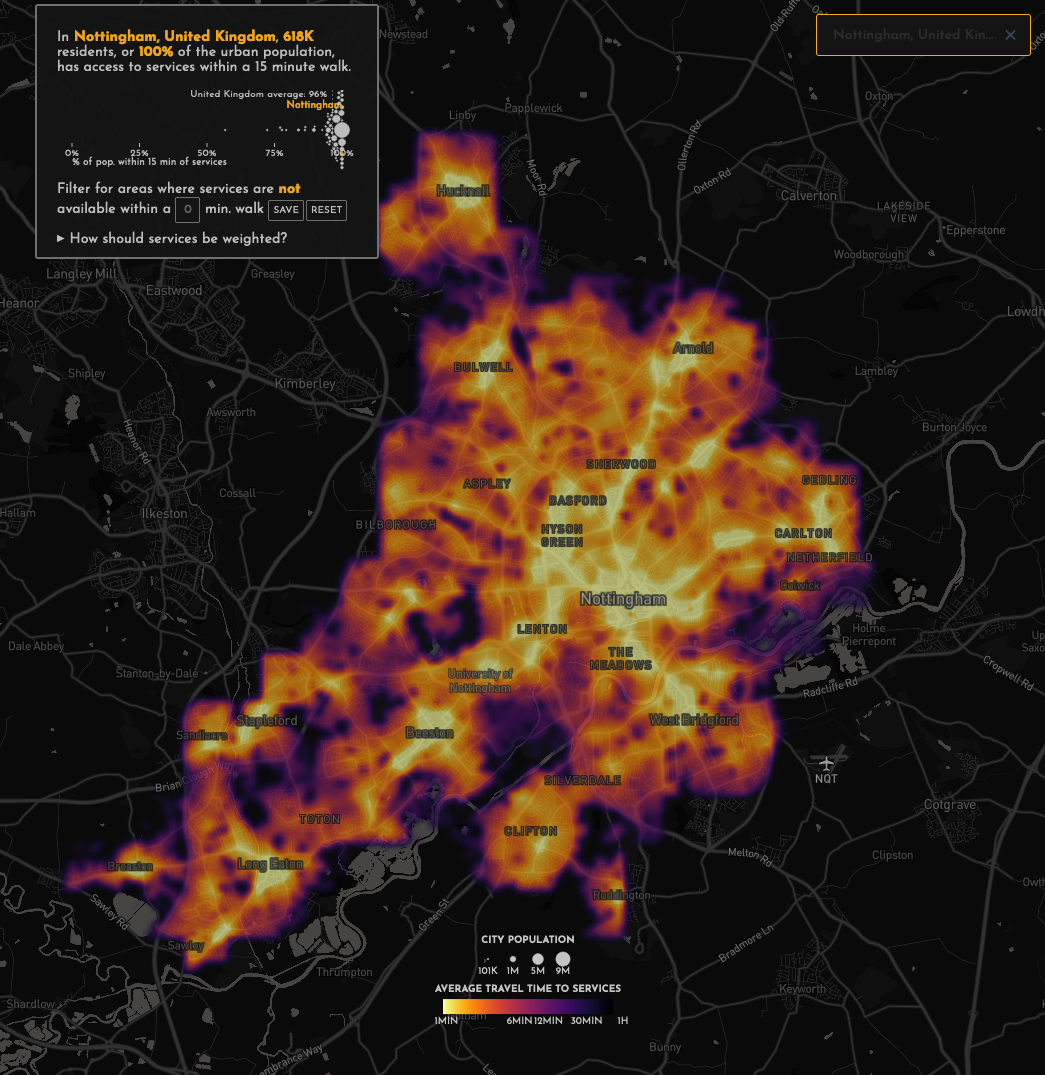 In Nottingham, United Kingdom, 618K
residents, or 100% of the urban population,
has access to services within a 15 minute walk.
United Kingdom average: 96%
Nottingham
0% 25% 50% 75% 100%
% of pop. within 15 min of services
Filter for areas where services are not
available within a 0 min. walk SAVE RESET
▸ How should services be weighted?
Nottingham, United Kin... ×
Newstead
Oxton
Papplewick
Linby
Ollerton Rd
Moor Rd
Oxton Rd
Hucknall
Calverton
LAKESIDE
VIEW
Epperstone
Woodborough
Langley Mill
Greasley
Eastwood
Heanor
Arnold
BULWELL
Shipley
Kimberley
Lambley
Awsworth
Burton Joyce
Heanor Rd
SHERWOOD
GEDLING
ASPLEY
Cossall
BASFORD
Hallam
Ilkeston
BILBOROUGH
HYSON
GREEN
CARLTON
NETHERFIELD
Colwick
Nottingham
LENTON
Holme
Pierrepont
Dale Abbey
THE
MEADOWS
Stanton-by-Dale
University of
Nottingham
Cropwell Rd
Radcliffe Rd
Stapleford
West Bridgford
Sandiacre
Beeston
Brian Clough Way
NQT
SILVERDALE
Cotgrave
TOTON
CLIFTON
Melton Rd
Clipston
Breaston
Long Eaton
Ruddington
Sawley Rd
Green St
Sawley
Bradmore Ln
Thrumpton
Keyworth
Shardlow
Bunny
CITY POPULATION
101K 1M 5M 9M
AVERAGE TRAVEL TIME TO SERVICES
1MIN 6MIN 12MIN 30MIN 1H